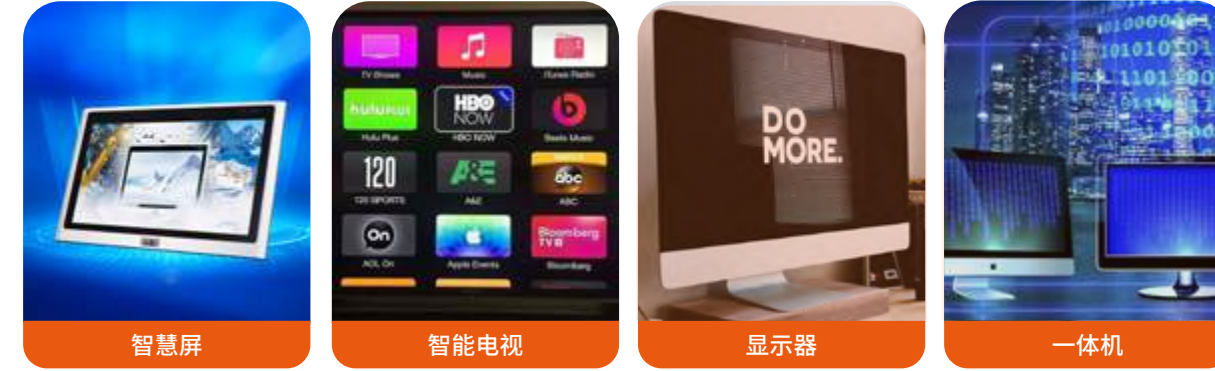 TV Shows
Music
iTunes Radio
hulu PLUS
HBO
NOW
Hulu Plus
HBO NOW
Beats Music
120
A&E
abc
120 SPORTS
A&E
ABC
On
Bloomberg
TV
AOL On
Apple Events
Bloomberg
DO
MORE.
智慧屏
智能电视
显示器
一体机